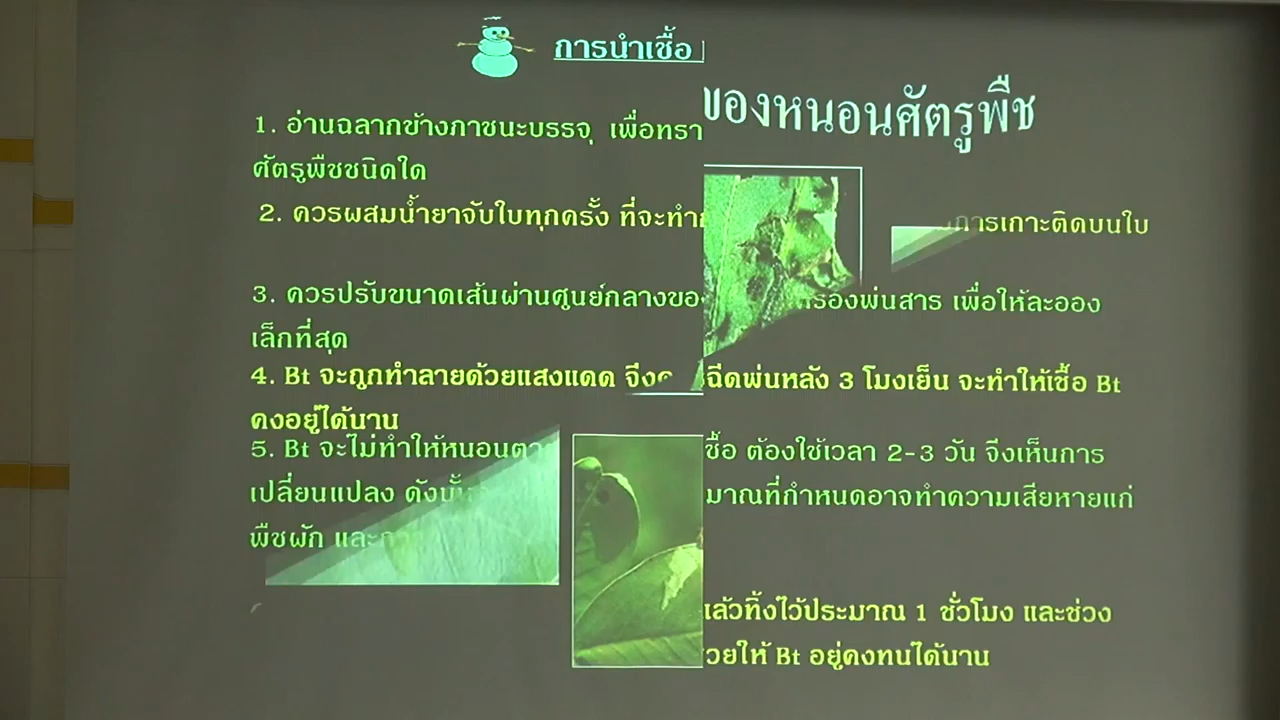 การนำเชื้อ
ของหนอนศัตรูพืช
1. อ่านฉลากข้างภาชนะบรรจุ เพื่อทรา
ศัตรูพืชชนิดใด
2. ควรผสมน้ำยาจับใบทุกครั้ง ที่จะทำ การเกาะติดบนใบ
3. ควรปรับขนาดเส้นผ่านศูนย์กลางของ พ่นสาร เพื่อให้ละออง
เล็กที่สุด
4. Bt จะถูกทำลายด้วยแสงแดด จึง ฉีดพ่นหลัง 3 โมงเย็น จะทำให้เชื้อ Bt
คงอยู่ได้นาน
5. Bt จะไม่ทำให้หนอนตา ชื้อ ต้องใช้เวลา 2-3 วัน จึงเห็นการ
เปลี่ยนแปลง ดังนั้น มาณที่กำหนดอาจทำความเสียหายแก่
พืชผัก และ
แล้วทิ้งไว้ประมาณ 1 ชั่วโมง และช่วง
วยให้ Bt อยู่คงทนได้นาน